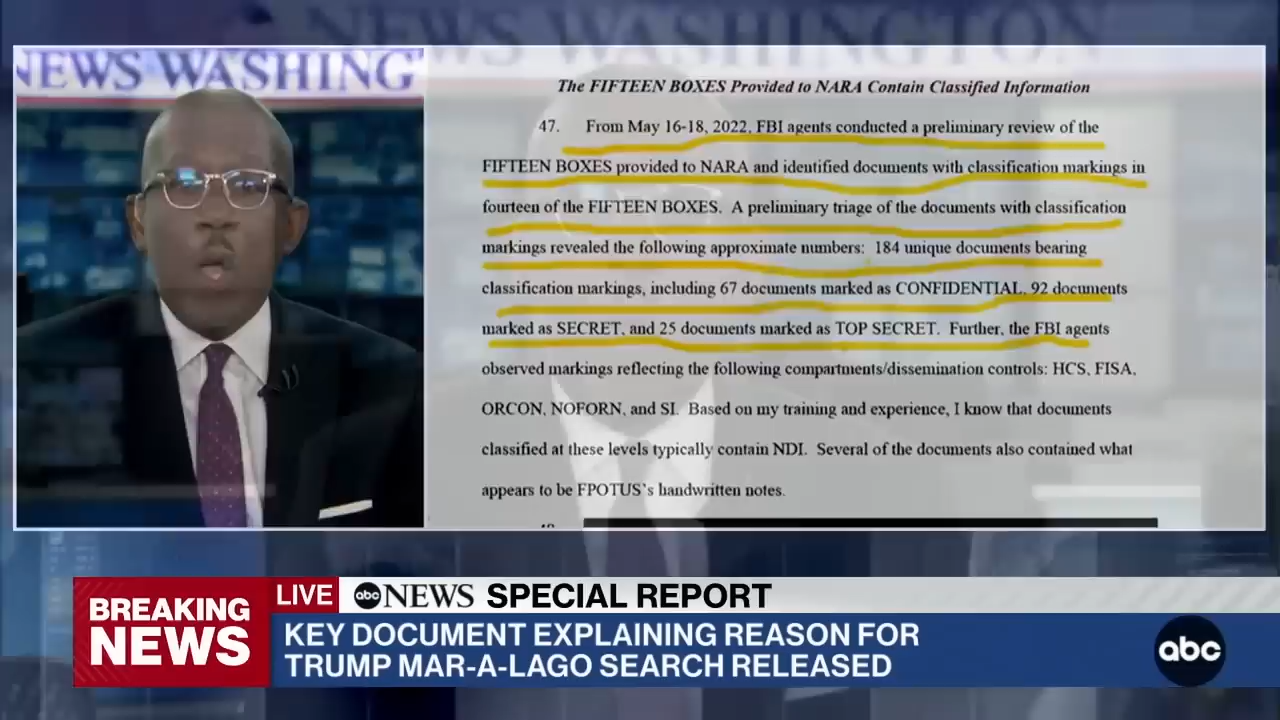 NEWS WASHINGTON
NEWS WASHING
The FIFTEEN BOXES Provided to NARA Contain Classified Information
47. From May 16-18, 2022, FBI agents conducted a preliminary review of the
FIFTEEN BOXES provided to NARA and identified documents with classification markings in
fourteen of the FIFTEEN BOXES. A preliminary triage of the documents with classification
markings revealed the following approximate numbers: 184 unique documents bearing
classification markings, including 67 documents marked as CONFIDENTIAL, 92 documents
marked as SECRET, and 25 documents marked as TOP SECRET. Further, the FBI agents
observed markings reflecting the following compartments/dissemination controls: HCS, FISA,
ORCON, NOFORN, and SI. Based on my training and experience, I know that documents
classified at these levels typically contain NDI. Several of the documents also contained what
appears to be FPOTUS's handwritten notes.
BREAKING
NEWS
LIVE abc NEWS SPECIAL REPORT
KEY DOCUMENT EXPLAINING REASON FOR
TRUMP MAR-A-LAGO SEARCH RELEASED
abc